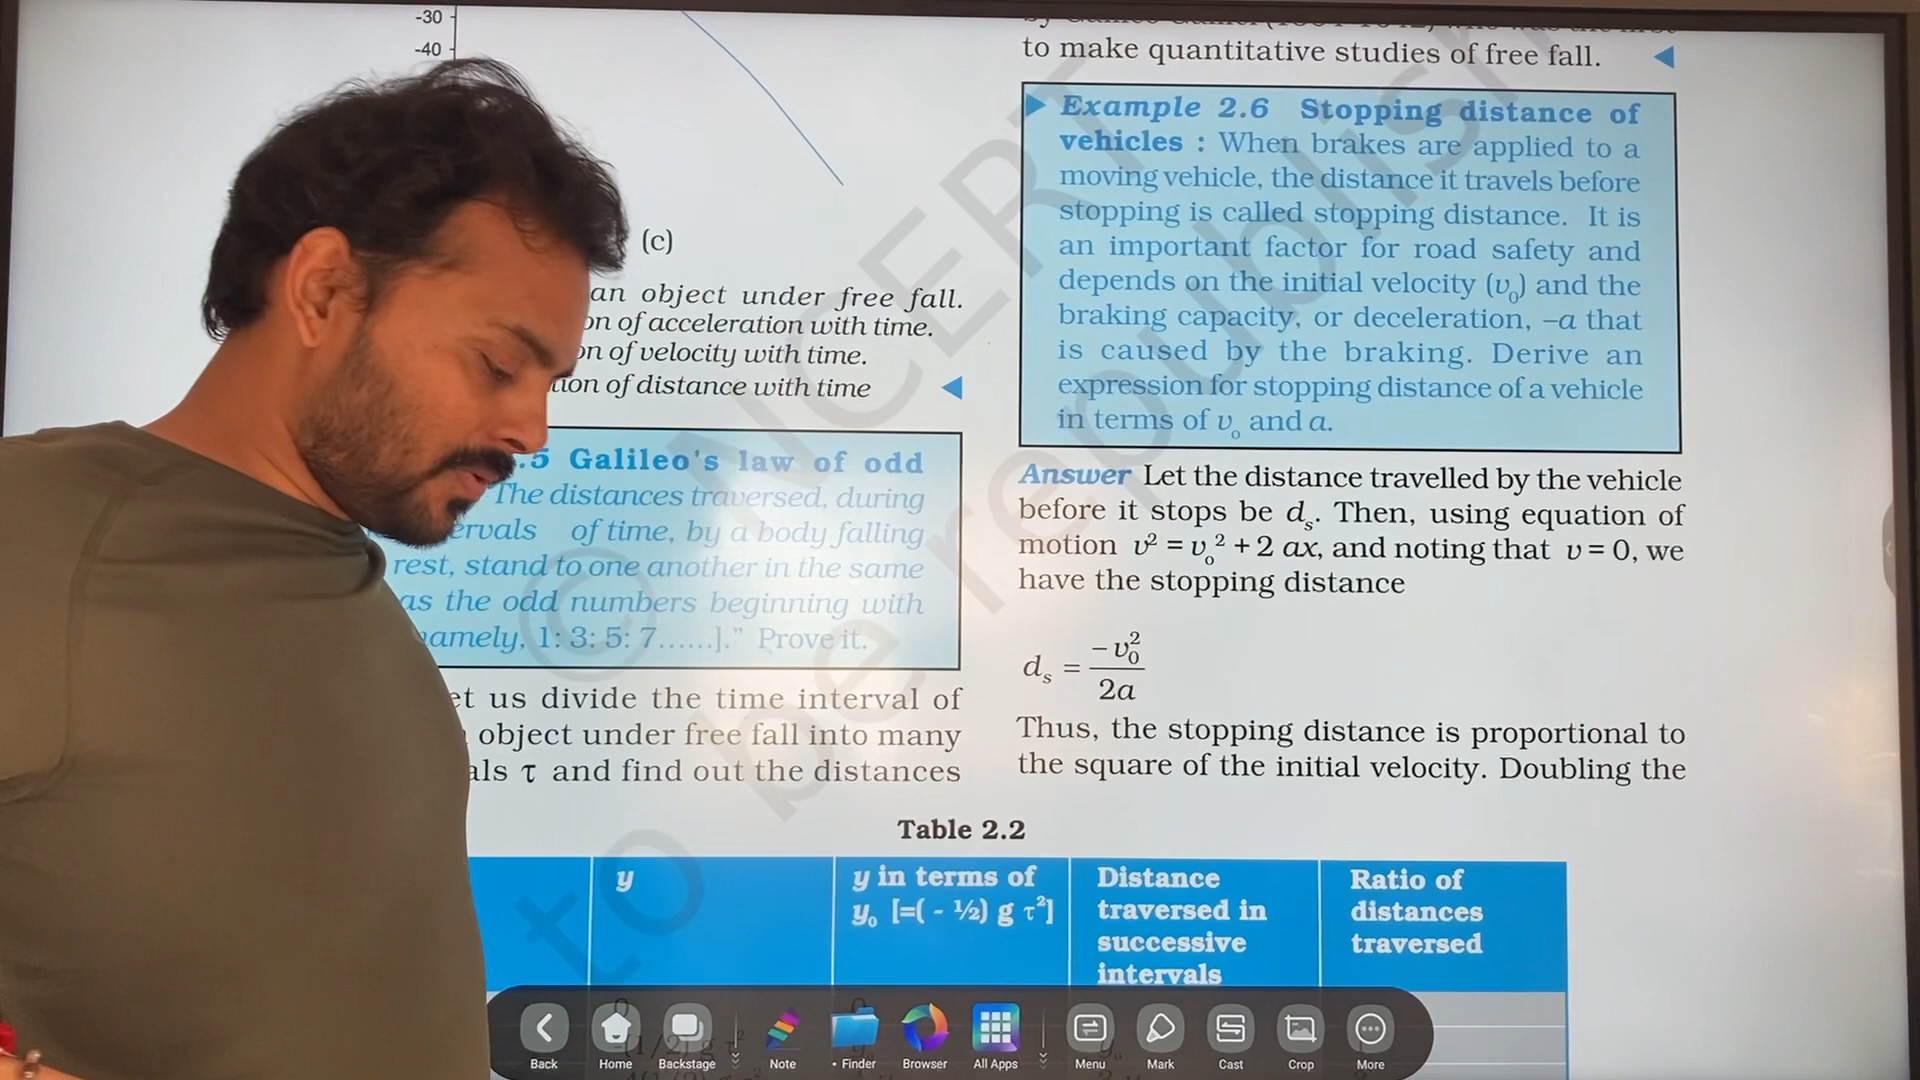 -30
-40
(c)
an object under free fall.
on of acceleration with time.
on of velocity with time.
tion of distance with time
.5 Galileo's law of odd
"The distances traversed, during
ervals of time, by a body falling
rest, stand to one another in the same
as the odd numbers beginning with
namely, 1: 3: 5: 7......]." Prove it.
et us divide the time interval of
object under free fall into many
als τ and find out the distances
to make quantitative studies of free fall.
Example 2.6 Stopping distance of
vehicles : When brakes are applied to a
moving vehicle, the distance it travels before
stopping is called stopping distance. It is
an important factor for road safety and
depends on the initial velocity (v₀) and the
braking capacity, or deceleration, –a that
is caused by the braking. Derive an
expression for stopping distance of a vehicle
in terms of vₒ and a.
Answer Let the distance travelled by the vehicle
before it stops be dₛ. Then, using equation of
motion v² = vₒ² + 2 ax, and noting that v = 0, we
have the stopping distance
dₛ = –v₀² / 2a
Thus, the stopping distance is proportional to
the square of the initial velocity. Doubling the
Table 2.2
y
y in terms of
y₀ [=( - ½) g τ²]
Distance
traversed in
successive
intervals
Ratio of
distances
traversed
© NCERT
to be republish
Back Home Backstage Note Finder Browser All Apps Menu Mark Cast Crop More